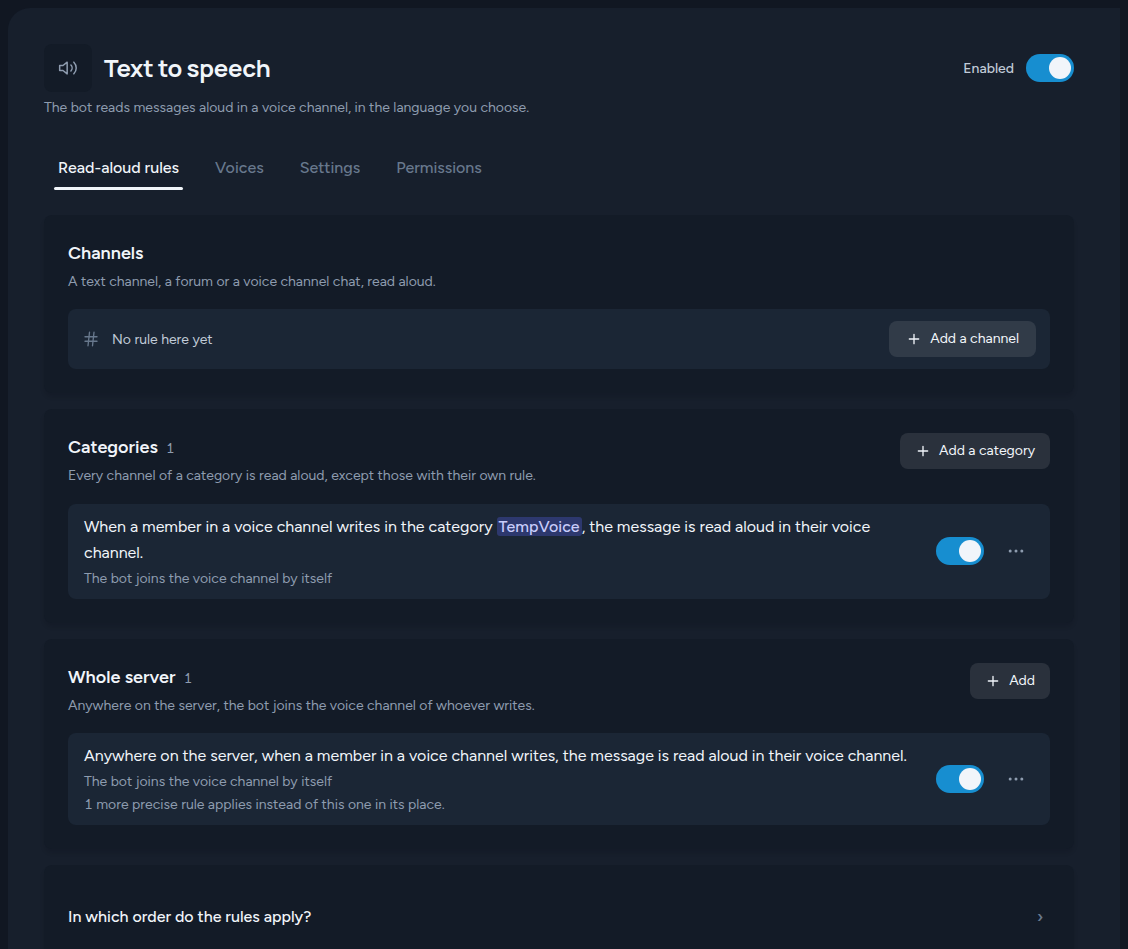 Text to speech
Enabled
The bot reads messages aloud in a voice channel, in the language you choose.
Read-aloud rules
Voices
Settings
Permissions
Channels
A text channel, a forum or a voice channel chat, read aloud.
No rule here yet
+ Add a channel
Categories 1
+ Add a category
Every channel of a category is read aloud, except those with their own rule.
When a member in a voice channel writes in the category TempVoice, the message is read aloud in their voice
channel.
The bot joins the voice channel by itself
Whole server 1
+ Add
Anywhere on the server, the bot joins the voice channel of whoever writes.
Anywhere on the server, when a member in a voice channel writes, the message is read aloud in their voice channel.
The bot joins the voice channel by itself
1 more precise rule applies instead of this one in its place.
In which order do the rules apply?